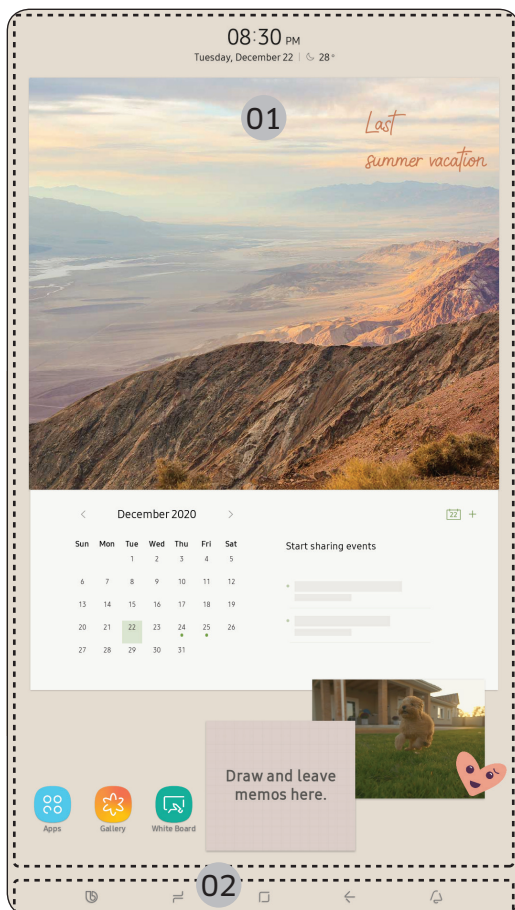 08:30 PM
Tuesday, December 22 | 28°
01
Last
summer vacation
December 2020
22
Sun Mon Tue Wed Thu Fri Sat
1 2 3 4 5
6 7 8 9 10 11 12
13 14 15 16 17 18 19
20 21 22 23 24 25 26
27 28 29 30 31
Start sharing events
Draw and leave
memos here.
Apps
Gallery
White Board
02